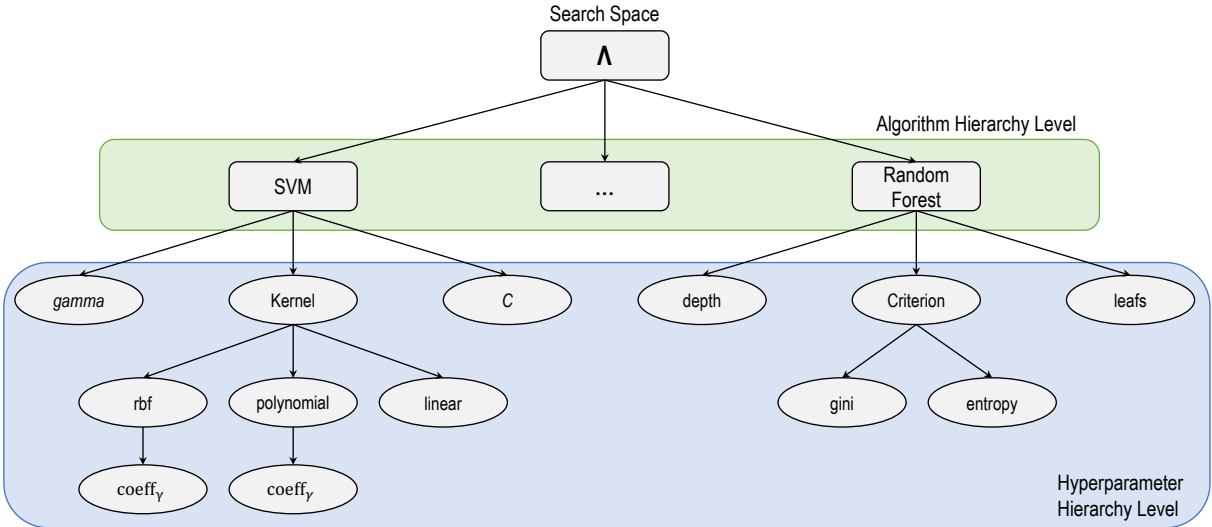 Search Space
Λ
Algorithm Hierarchy Level
SVM
...
Random
Forest
gamma
Kernel
C
depth
Criterion
leafs
rbf
polynomial
linear
gini
entropy
coeffγ
coeffγ
Hyperparameter
Hierarchy Level